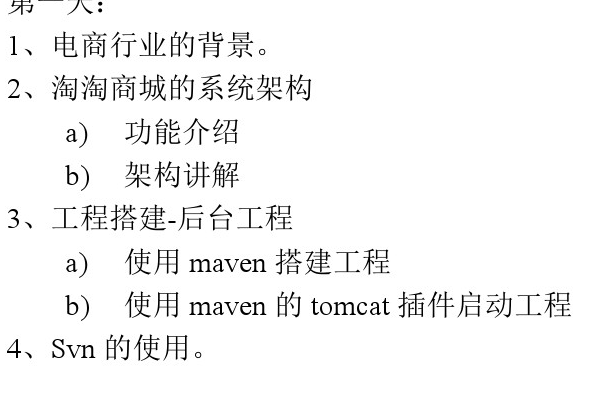 第一天：
1、电商行业的背景。
2、淘淘商城的系统架构
a) 功能介绍
b) 架构讲解
3、工程搭建-后台工程
a) 使用 maven 搭建工程
b) 使用 maven 的 tomcat 插件启动工程
4、Svn 的使用。